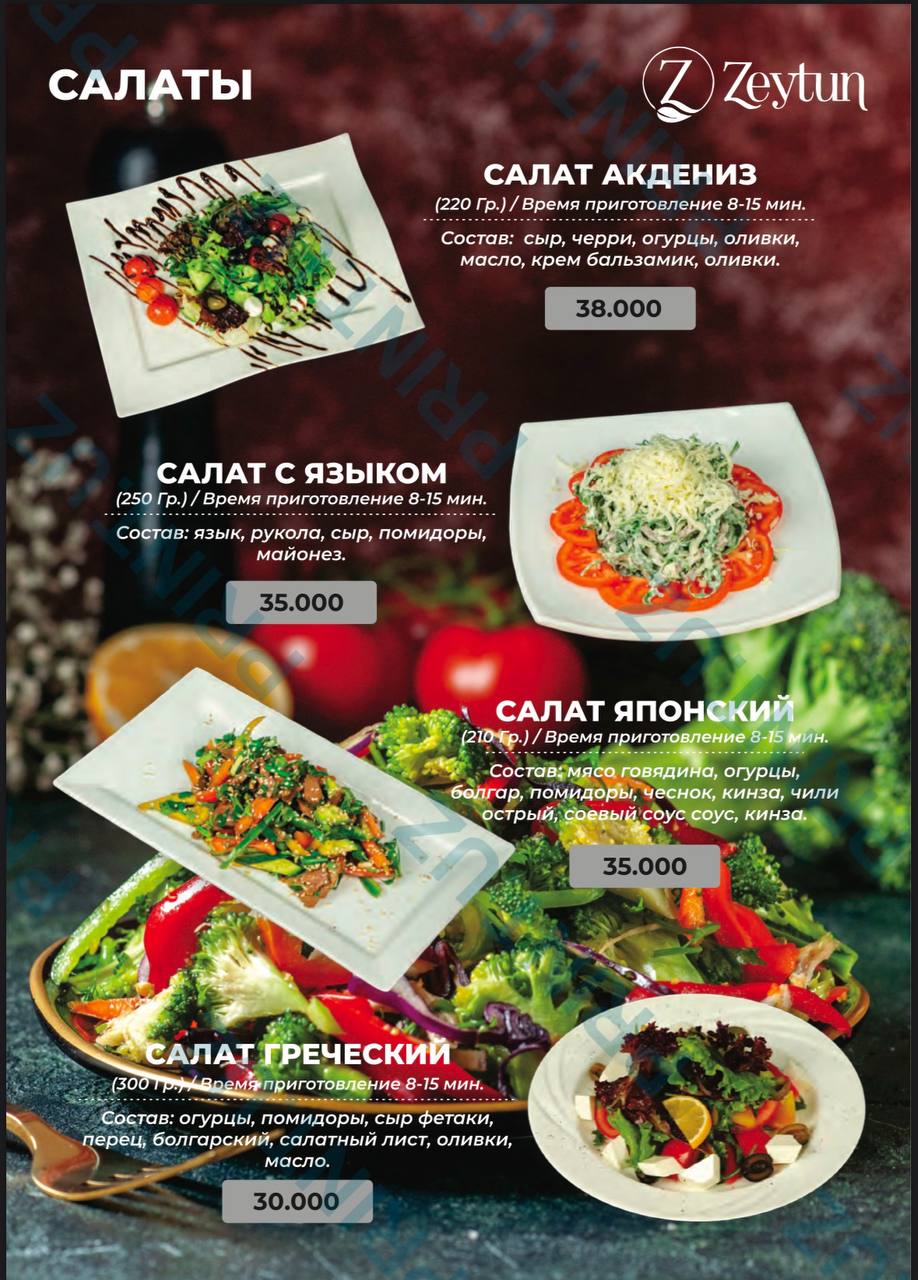 САЛАТЫ
Z Zeytun
САЛАТ АКДЕНИЗ
(220 Гр.) / Время приготовление 8-15 мин.
Состав: сыр, черри, огурцы, оливки,
масло, крем бальзамик, оливки.
38.000
САЛАТ С ЯЗЫКОМ
(250 Гр.) / Время приготовление 8-15 мин.
Состав: язык, рукола, сыр, помидоры,
майонез.
35.000
САЛАТ ЯПОНСКИЙ
(210 Гр.) / Время приготовление 8-15 мин.
Состав: мясо говядина, огурцы,
болгар, помидоры, чеснок, кинза, чили
острый, соевый соус соус, кинза.
35.000
САЛАТ ГРЕЧЕСКИЙ
(300 Гр.) / Время приготовление 8-15 мин.
Состав: огурцы, помидоры, сыр фетаки,
перец, болгарский, салатный лист, оливки,
масло.
30.000